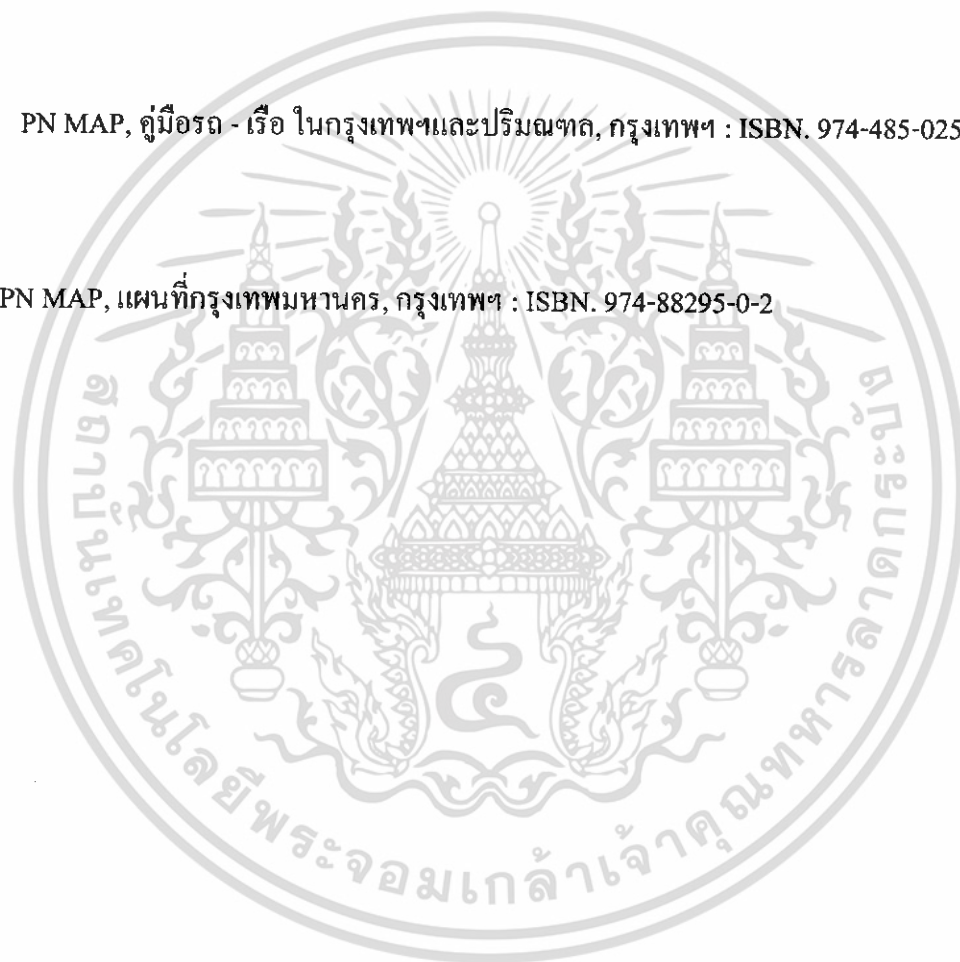 PN MAP, คู่มือรถ - เรือ ในกรุงเทพฯและปริมณฑล, กรุงเทพฯ : ISBN. 974-485-025
PN MAP, แผนที่กรุงเทพมหานคร, กรุงเทพฯ : ISBN. 974-88295-0-2
สถาบันเทคโนโลยีพระจอมเกล้าเจ้าคุณทหารลาดกระบัง